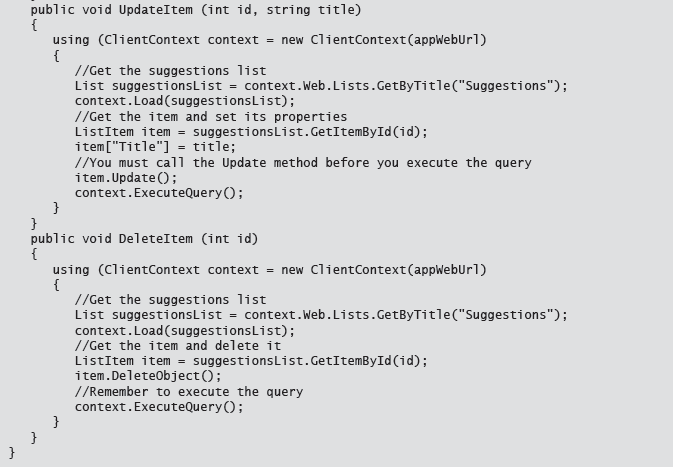 public void UpdateItem (int id, string title)
{
using (ClientContext context = new ClientContext(appWebUrl)
{
//Get the suggestions list
List suggestionsList = context.Web.Lists.GetByTitle("Suggestions");
context.Load(suggestionsList);
//Get the item and set its properties
ListItem item = suggestionsList.GetItemById(id);
item["Title"] = title;
//You must call the Update method before you execute the query
item.Update();
context.ExecuteQuery();
}
}
public void DeleteItem (int id)
{
using (ClientContext context = new ClientContext(appWebUrl)
{
//Get the suggestions list
List suggestionsList = context.Web.Lists.GetByTitle("Suggestions");
context.Load(suggestionsList);
//Get the item and delete it
ListItem item = suggestionsList.GetItemById(id);
item.DeleteObject();
//Remember to execute the query
context.ExecuteQuery();
}
}
}